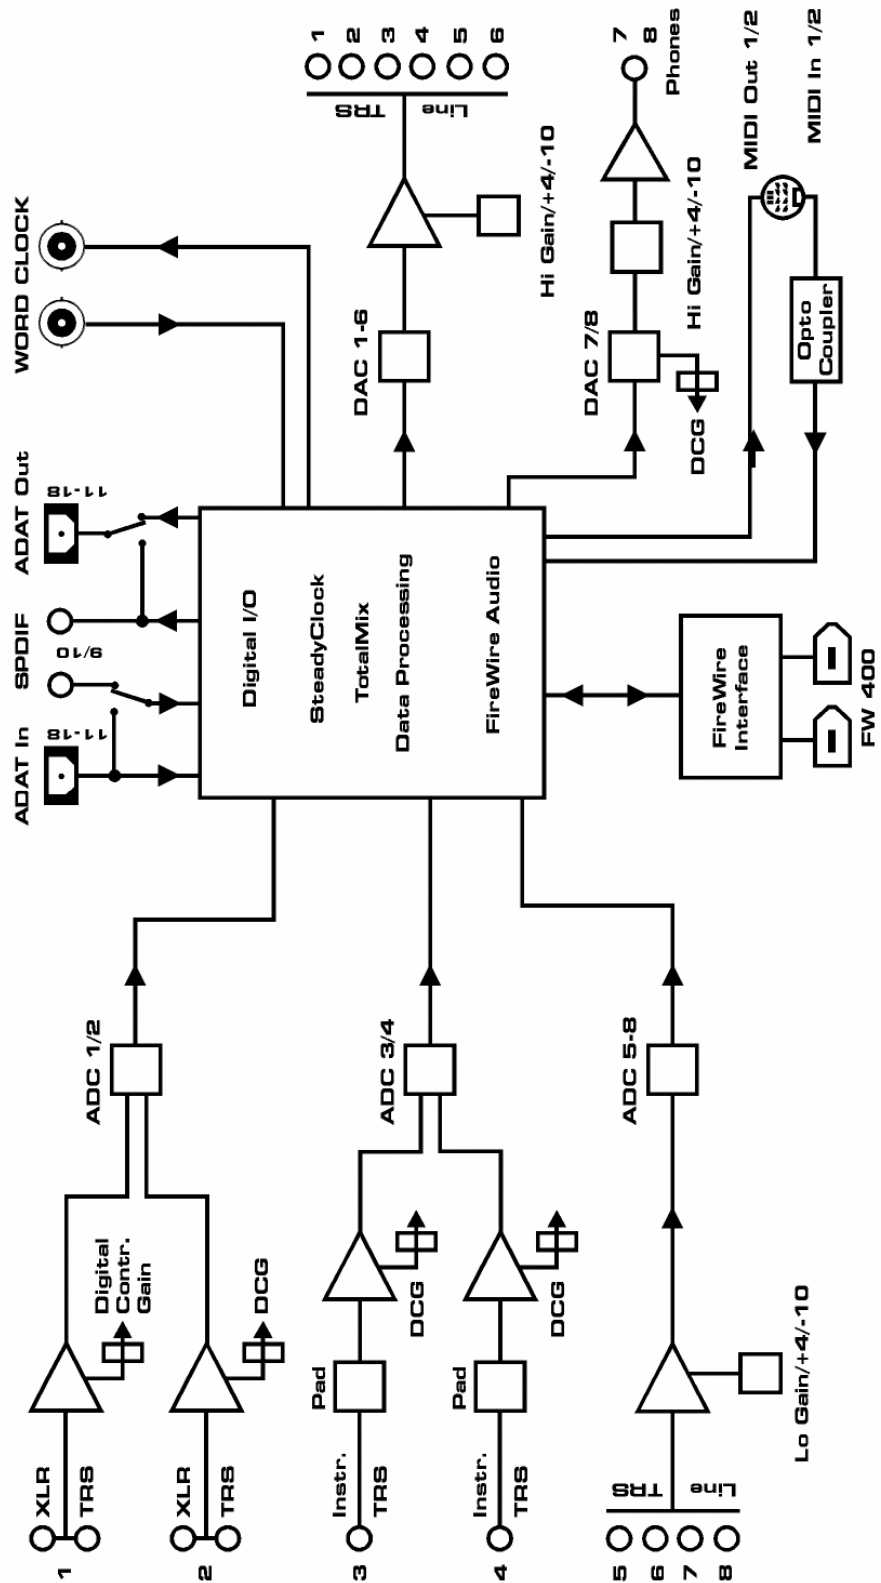 1
XLR
TRS
Digital
Contr.
Gain
2
XLR
TRS
DCG
ADC 1/2
3
Instr.
TRS
Pad
DCG
ADC 3/4
4
Instr.
TRS
Pad
DCG
5
6
7
8
TRS
Line
Lo Gain/+4/-10
ADC 5-8
ADAT In
11-18
SPDIF
9/10
ADAT Out
11-18
WORD CLOCK
Digital I/O
SteadyClock
TotalMix
Data Processing
FireWire Audio
FireWire
Interface
FW 400
DAC 1-6
Hi Gain/+4/-10
TRS
Line
1
2
3
4
5
6
DAC 7/8
DCG
Hi Gain/+4/-10
7
8
Phones
MIDI Out 1/2
MIDI In 1/2
Opto
Coupler